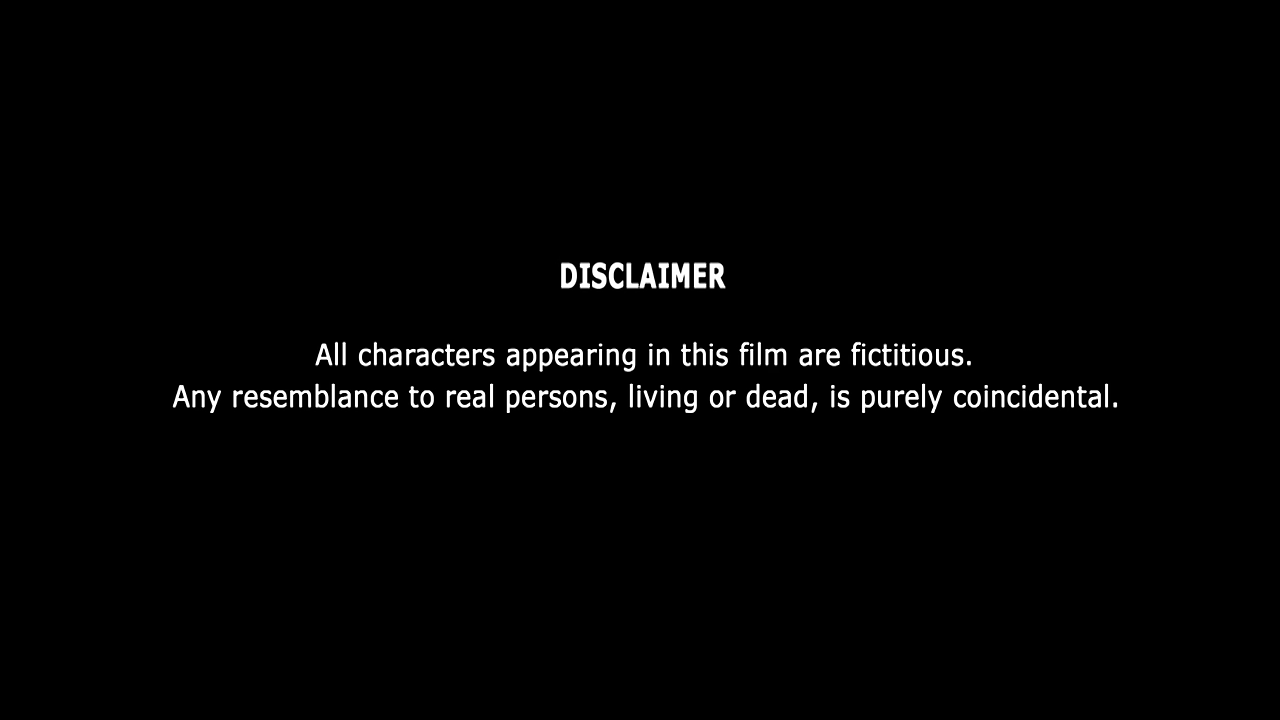 DISCLAIMER
All characters appearing in this film are fictitious.
Any resemblance to real persons, living or dead, is purely coincidental.